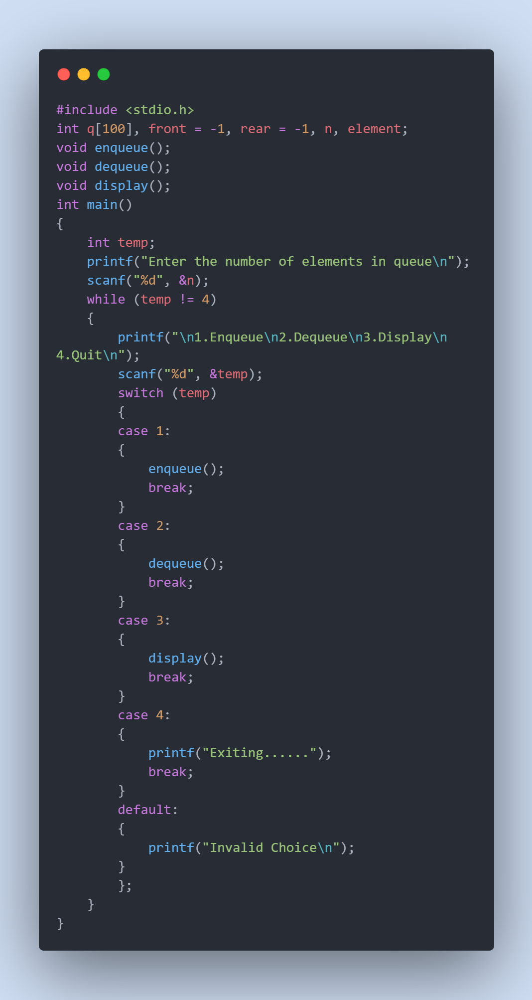 #include <stdio.h>
int q[100], front = -1, rear = -1, n, element;
void enqueue();
void dequeue();
void display();
int main()
{
    int temp;
    printf("Enter the number of elements in queue\n");
    scanf("%d", &n);
    while (temp != 4)
    {
        printf("\n1.Enqueue\n2.Dequeue\n3.Display\n
4.Quit\n");
        scanf("%d", &temp);
        switch (temp)
        {
        case 1:
        {
            enqueue();
            break;
        }
        case 2:
        {
            dequeue();
            break;
        }
        case 3:
        {
            display();
            break;
        }
        case 4:
        {
            printf("Exiting......");
            break;
        }
        default:
        {
            printf("Invalid Choice\n");
        }
        };
    }
}